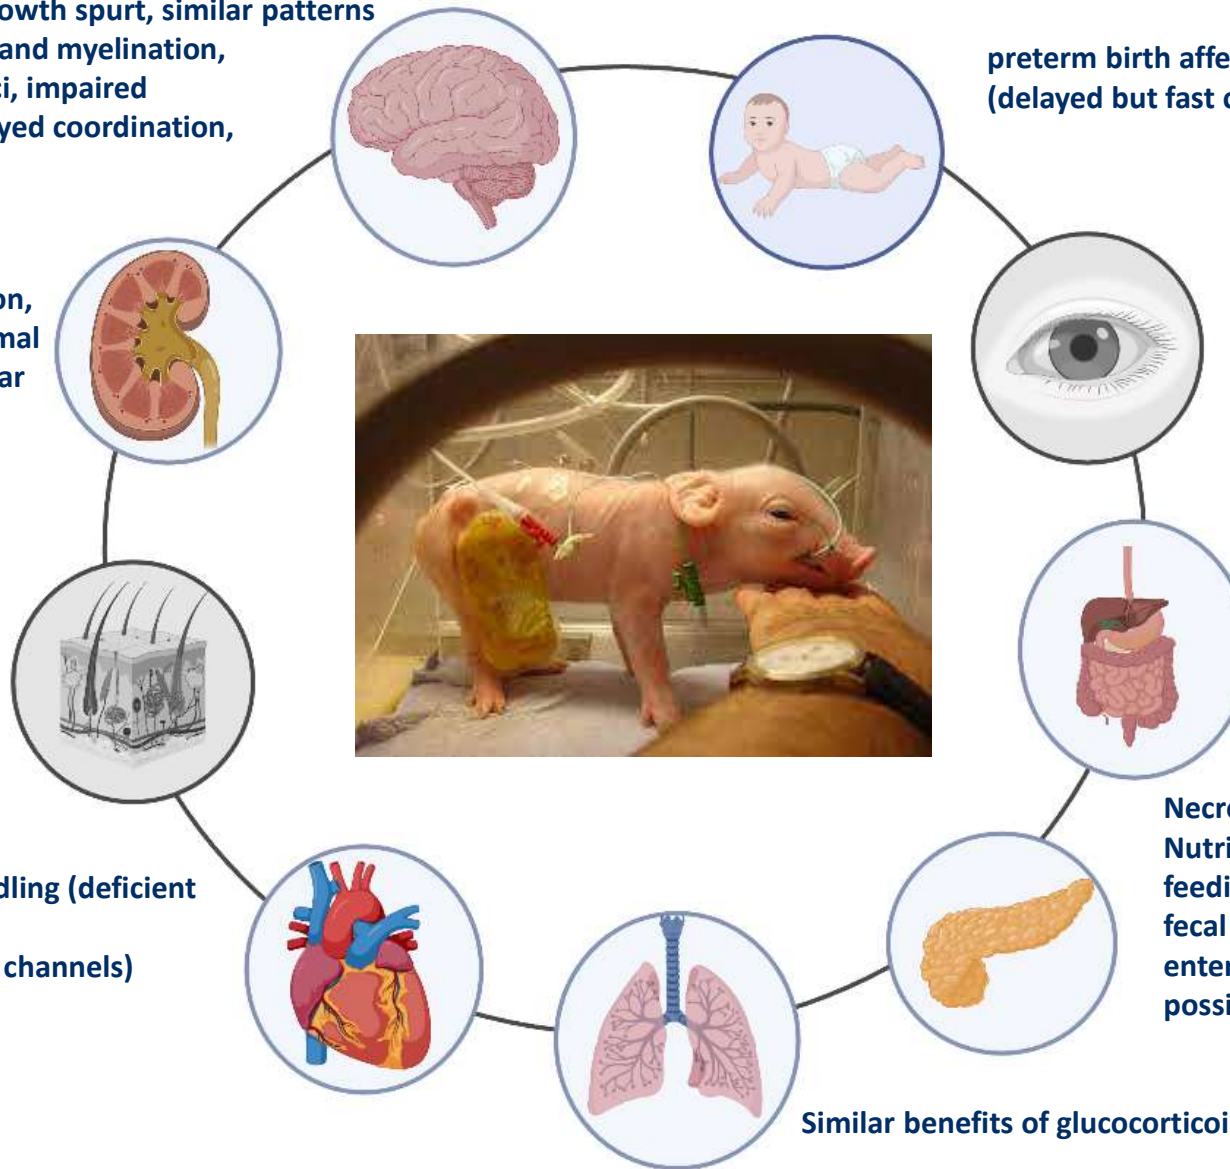 owth spurt, similar patterns
and myelination,
ci, impaired
yed coordination,
preterm birth affe
(delayed but fast c
on,
mal
ar
Necro
Nutri
feedi
fecal
enter
possi
dling (deficient
channels)
Similar benefits of glucocorticoi